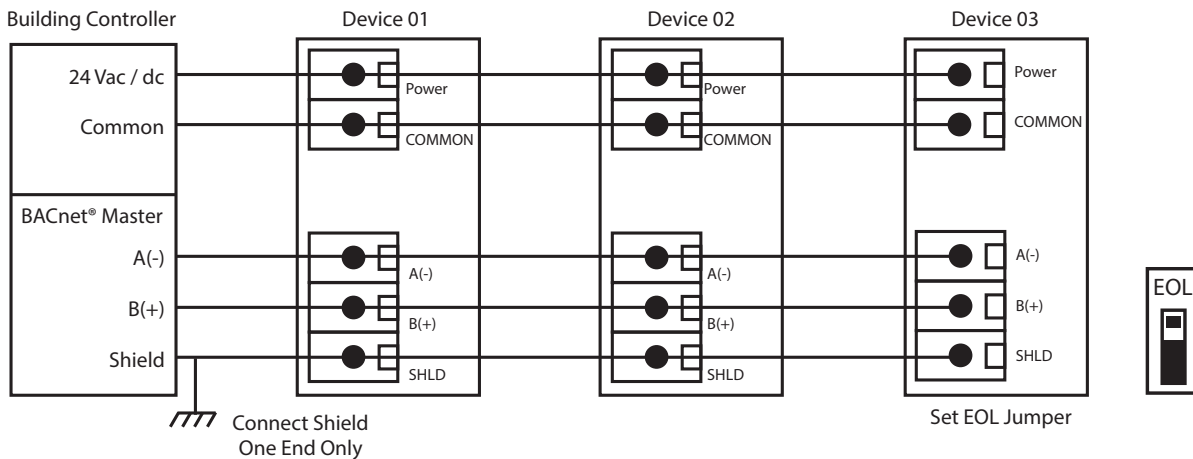 Building Controller
Device 01
Device 02
Device 03
24 Vac / dc
Power
Power
Power
Common
COMMON
COMMON
COMMON
BACnet® Master
A(-)
A(-)
A(-)
A(-)
B(+)
B(+)
B(+)
B(+)
Shield
SHLD
SHLD
SHLD
EOL
Connect Shield
One End Only
Set EOL Jumper